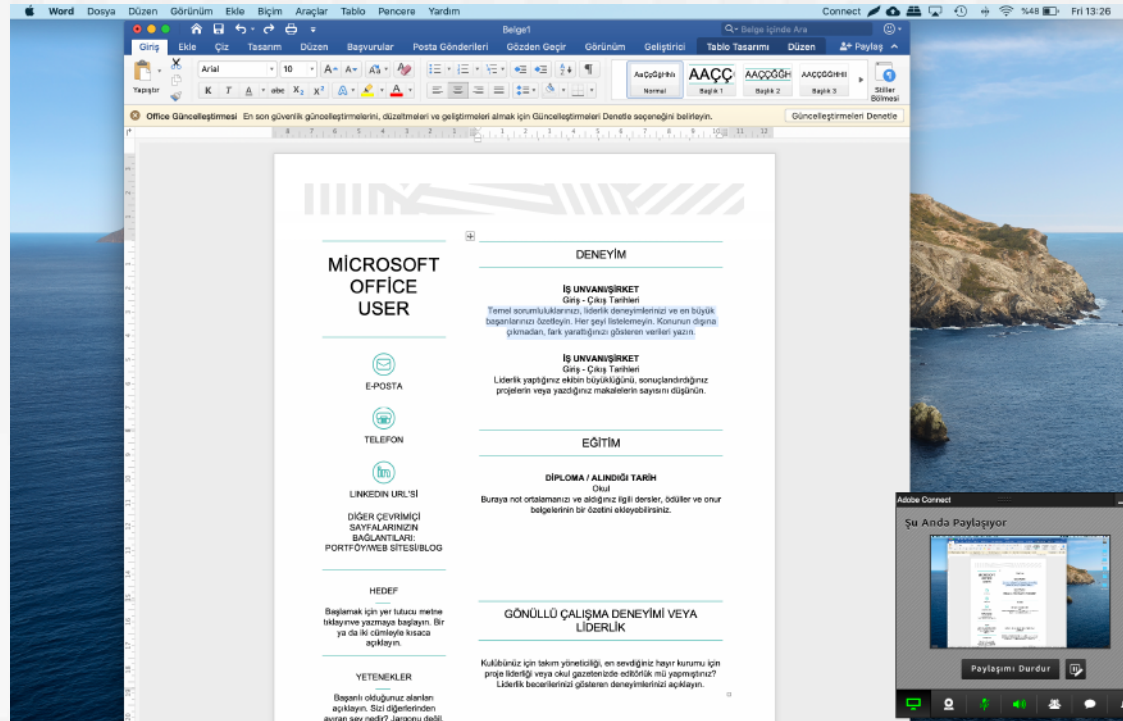 Word Dosya Düzen Görünüm Ekle Biçim Araçlar Tablo Pencere Yardım
Connect %48 Fri 13:26
Belge1
Belge içinde Ara
Giriş Ekle Çiz Tasarım Düzen Başvurular Posta Gönderileri Gözden Geçir Görünüm Geliştirici Tablo Tasarımı Düzen Paylaş
Yapıştır
Arial 10
K T A abc X₂ X²
AaÇçĞğHhIı
Normal
AAÇÇ
Başlık 1
AAÇÇĞĞH
Başlık 2
AAÇÇĞĞHHI
Başlık 3
Stiller
Bölmesi
Office Güncelleştirmesi En son güvenlik güncelleştirmelerini, düzeltmeleri ve geliştirmeleri almak için Güncelleştirmeleri Denetle seçeneğini belirleyin.
Güncelleştirmeleri Denetle
MİCROSOFT
OFFİCE
USER
E-POSTA
TELEFON
LINKEDIN URL'Sİ
DİĞER ÇEVRİMİÇİ
SAYFALARINIZIN
BAĞLANTILARI:
PORTFÖY/WEB SİTESİ/BLOG
HEDEF
Başlamak için yer tutucu metne
tıklayınve yazmaya başlayın. Bir
ya da iki cümleyle kısaca
açıklayın.
YETENEKLER
Başarılı olduğunuz alanları
açıklayın. Sizi diğerlerinden
ayıran şey nedir? Jargonu değil,
DENEYİM
İŞ UNVANI/ŞİRKET
Giriş - Çıkış Tarihleri
Temel sorumluluklarınızı, liderlik deneyimlerinizi ve en büyük
başarılarınızı özetleyin. Her şeyi listelemeyin. Konunun dışına
çıkmadan, fark yarattığınızı gösteren verileri yazın.
İŞ UNVANI/ŞİRKET
Giriş - Çıkış Tarihleri
Liderlik yaptığınız ekibin büyüklüğünü, sonuçlandırdığınız
projelerin veya yazdığınız makalelerin sayısını düşünün.
EĞİTİM
DİPLOMA / ALINDIĞI TARİH
Okul
Buraya not ortalamanızı ve aldığınız ilgili dersler, ödüller ve onur
belgelerinin bir özetini ekleyebilirsiniz.
GÖNÜLLÜ ÇALIŞMA DENEYİMİ VEYA
LİDERLİK
Kulübünüz için takım yöneticiliği, en sevdiğiniz hayır kurumu için
proje liderliği veya okul gazetenizde editörlük mü yapmıştınız?
Liderlik becerilerinizi gösteren deneyimlerinizi açıklayın.
Adobe Connect
Şu Anda Paylaşıyor
Paylaşımı Durdur